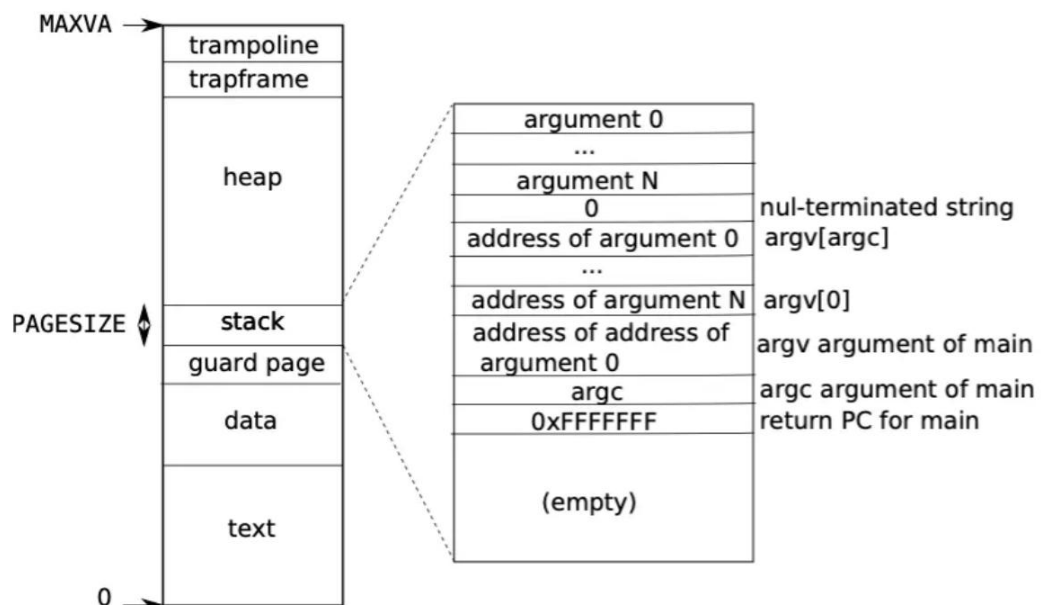 MAXVA
trampoline
trapframe
heap
PAGESIZE
stack
guard page
data
text
0
argument 0
...
argument N
0
nul-terminated string
address of argument 0
argv[argc]
...
address of argument N
argv[0]
address of address of
argument 0
argv argument of main
argc
argc argument of main
0xFFFFFFF
return PC for main
(empty)